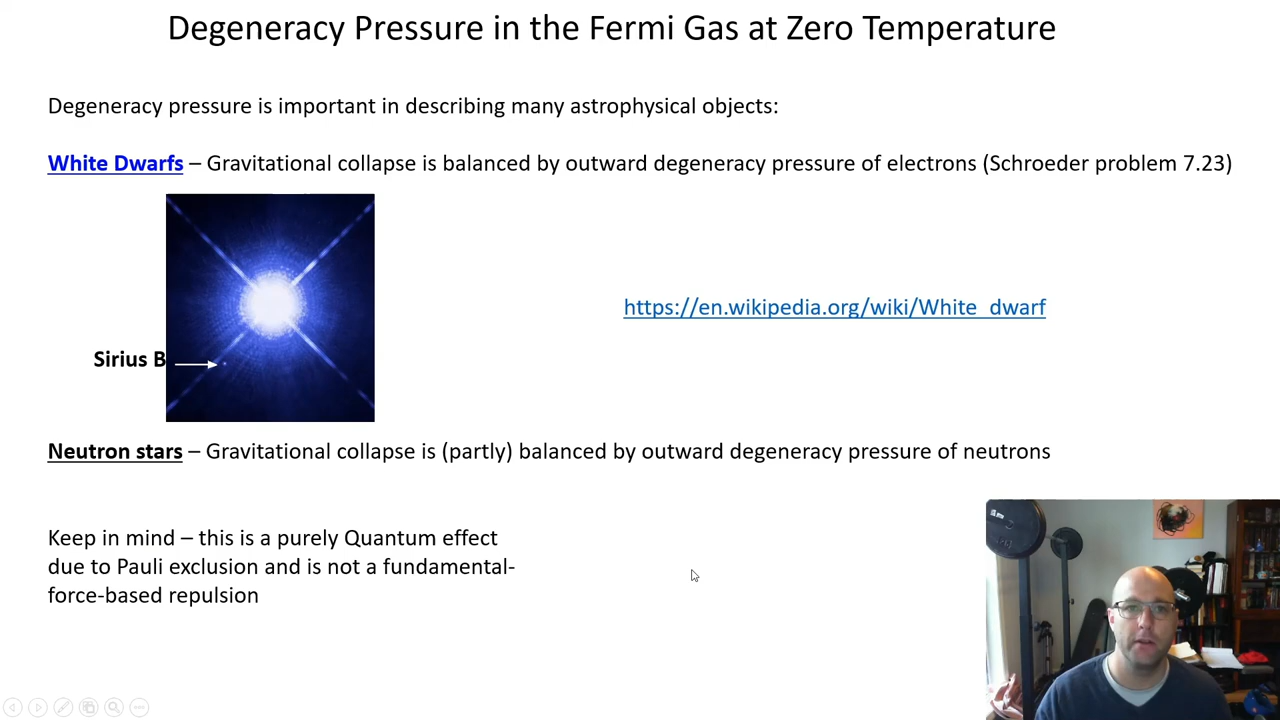 Degeneracy Pressure in the Fermi Gas at Zero Temperature
Degeneracy pressure is important in describing many astrophysical objects:
White Dwarfs – Gravitational collapse is balanced by outward degeneracy pressure of electrons (Schroeder problem 7.23)
https://en.wikipedia.org/wiki/White_dwarf
Sirius B
Neutron stars – Gravitational collapse is (partly) balanced by outward degeneracy pressure of neutrons
Keep in mind – this is a purely Quantum effect
due to Pauli exclusion and is not a fundamental-
force-based repulsion